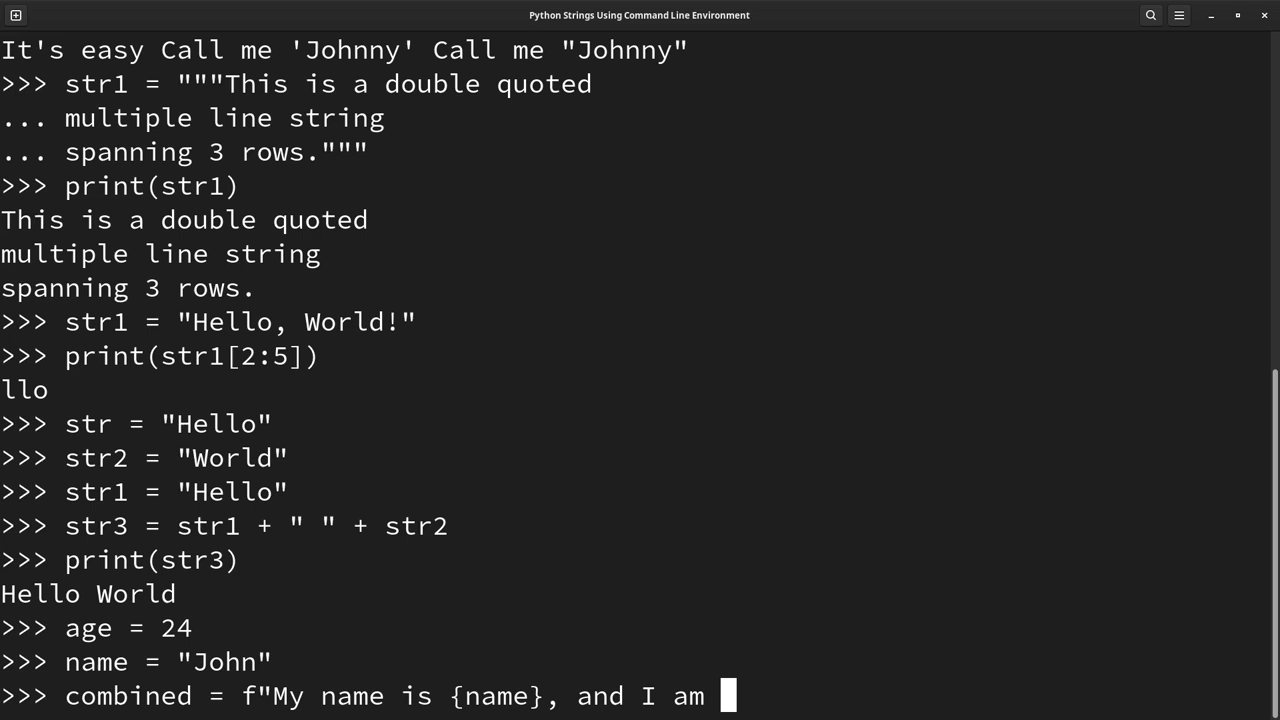 Python Strings Using Command Line Environment
It's easy Call me 'Johnny' Call me "Johnny"
>>> str1 = """This is a double quoted
... multiple line string
... spanning 3 rows."""
>>> print(str1)
This is a double quoted
multiple line string
spanning 3 rows.
>>> str1 = "Hello, World!"
>>> print(str1[2:5])
llo
>>> str = "Hello"
>>> str2 = "World"
>>> str1 = "Hello"
>>> str3 = str1 + " " + str2
>>> print(str3)
Hello World
>>> age = 24
>>> name = "John"
>>> combined = f"My name is {name}, and I am